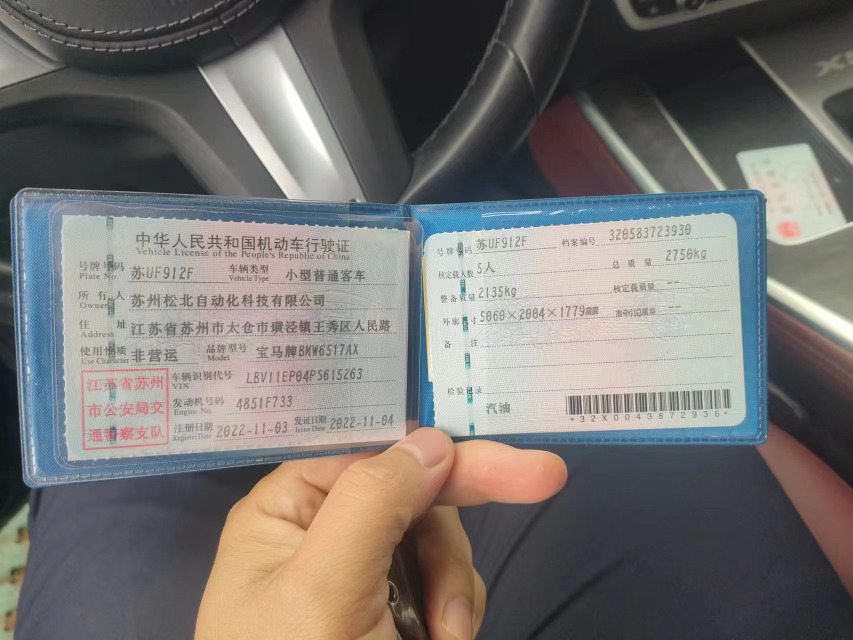 中华人民共和国机动车行驶证
Vehicle License of the People's Republic of China
号牌号码 苏UF912F 车辆类型 小型普通客车
Plate No. Vehicle Type
所有人 苏州松北自动化科技有限公司
Owner
住址 江苏省苏州市太仓市璜泾镇王秀区人民路
Address
使用性质 非营运 品牌型号 宝马牌BMW6517AX
Use Character Model
江苏省苏州
市公安局交
通警察支队
车辆识别代号 LBV11EP04PS615263
VIN
发动机号码 4851F733
Engine No.
注册日期 2022-11-03 发证日期 2022-11-04
Register Date Issue Date
号牌号码 苏UF912F 档案编号 320583723930
核定载人数 5人 总质量 2750kg
整备质量 2135kg 核定载质量 --
外廓尺寸 5060×2004×1779mm 准牵引总质量 --
备注
检验记录
汽油
*32X0043872936*